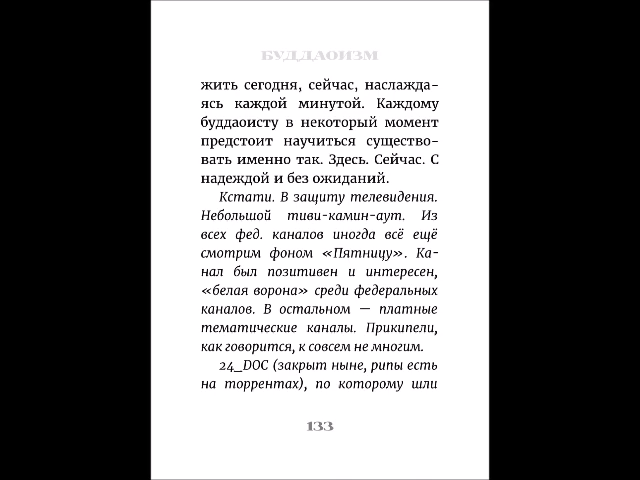 БУДДАОИЗМ
жить сегодня, сейчас, наслажда-
ясь каждой минутой. Каждому
буддаоисту в некоторый момент
предстоит научиться существо-
вать именно так. Здесь. Сейчас. С
надеждой и без ожиданий.
Кстати. В защиту телевидения.
Небольшой тиви-камин-аут. Из
всех фед. каналов иногда всё ещё
смотрим фоном «Пятницу». Ка-
нал был позитивен и интересен,
«белая ворона» среди федеральных
каналов. В остальном — платные
тематические каналы. Прикипели,
как говорится, к совсем не многим.
24_DOC (закрыт ныне, рипы есть
на торрентах), по которому шли
133